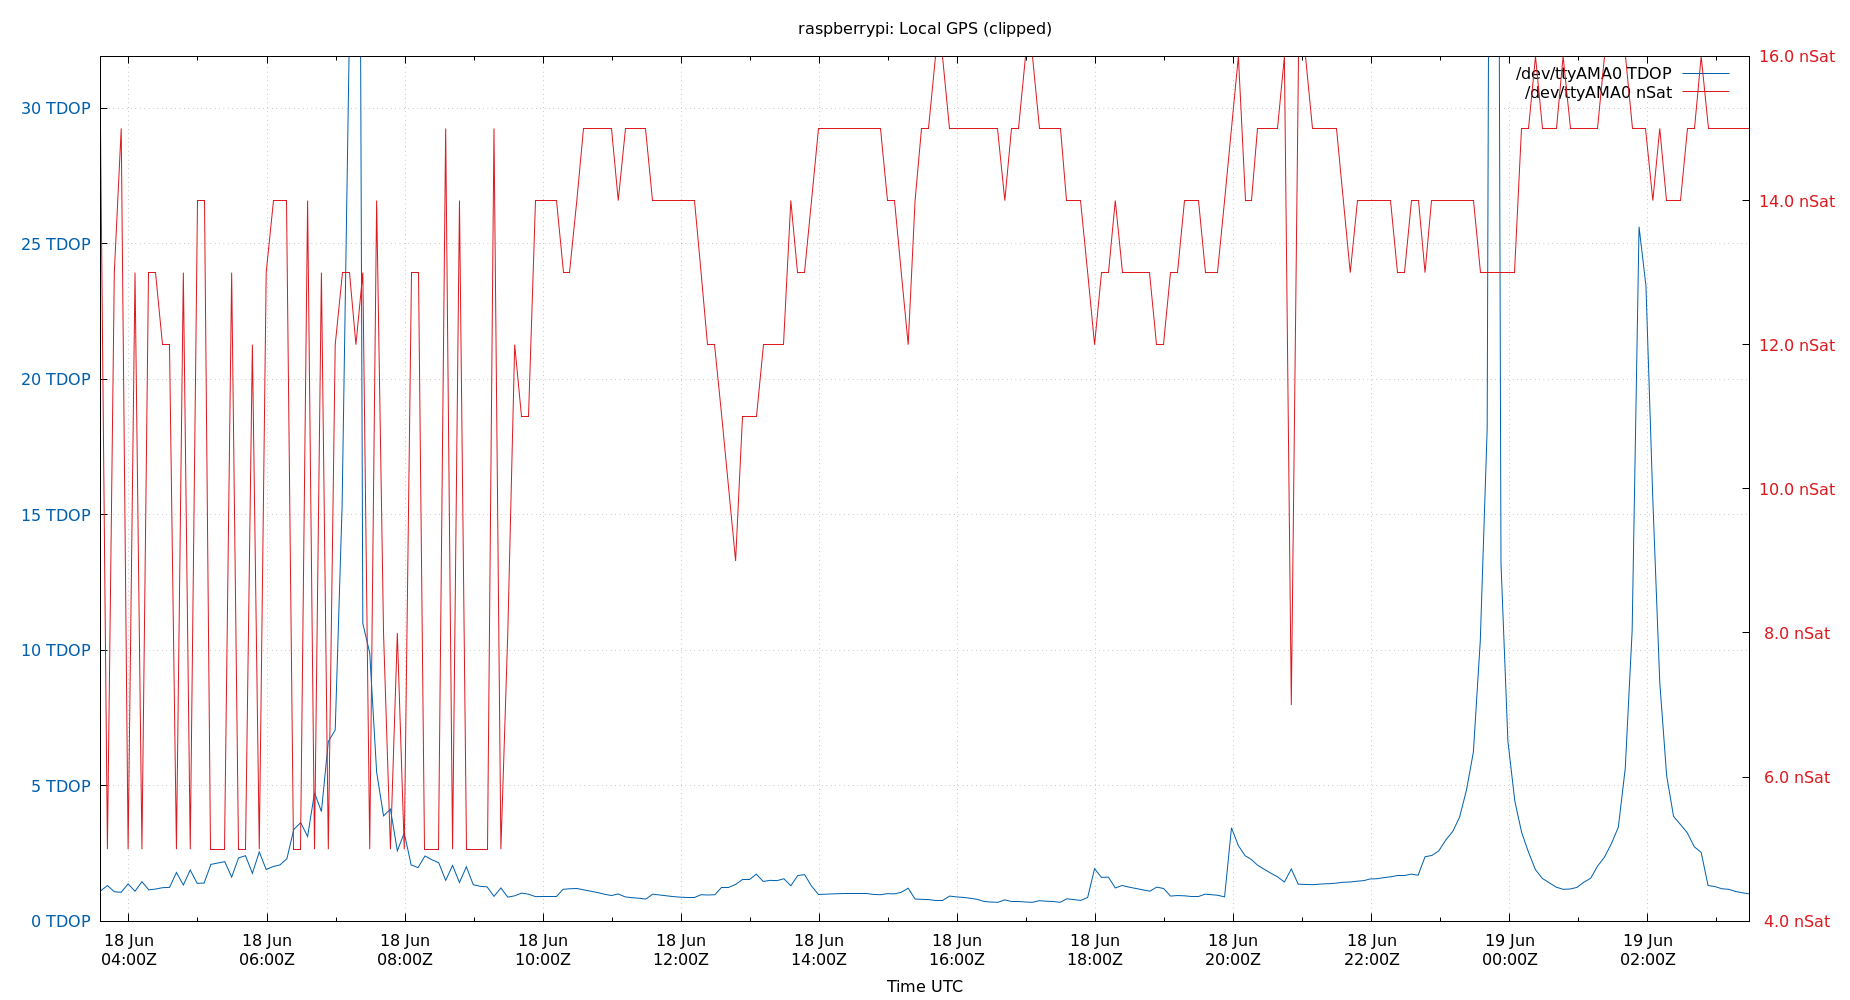 raspberrypi: Local GPS (clipped)
/dev/ttyAMA0 TDOP
/dev/ttyAMA0 nSat
30 TDOP
25 TDOP
20 TDOP
15 TDOP
10 TDOP
5 TDOP
0 TDOP
16.0 nSat
14.0 nSat
12.0 nSat
10.0 nSat
8.0 nSat
6.0 nSat
4.0 nSat
18 Jun 18 Jun 18 Jun 18 Jun 18 Jun 18 Jun 18 Jun 18 Jun 18 Jun 18 Jun 19 Jun 19 Jun
04:00Z 06:00Z 08:00Z 10:00Z 12:00Z 14:00Z 16:00Z 18:00Z 20:00Z 22:00Z 00:00Z 02:00Z
Time UTC